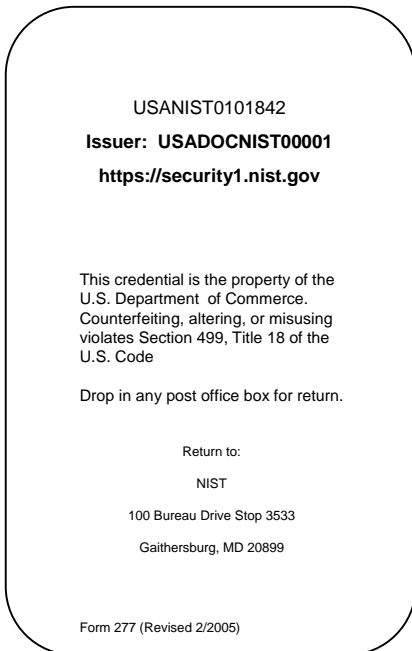 USANIST0101842
Issuer: USADOCNIST00001
https://security1.nist.gov
This credential is the property of the
U.S. Department of Commerce.
Counterfeiting, altering, or misusing
violates Section 499, Title 18 of the
U.S. Code
Drop in any post office box for return.
Return to:
NIST
100 Bureau Drive Stop 3533
Gaithersburg, MD 20899
Form 277 (Revised 2/2005)